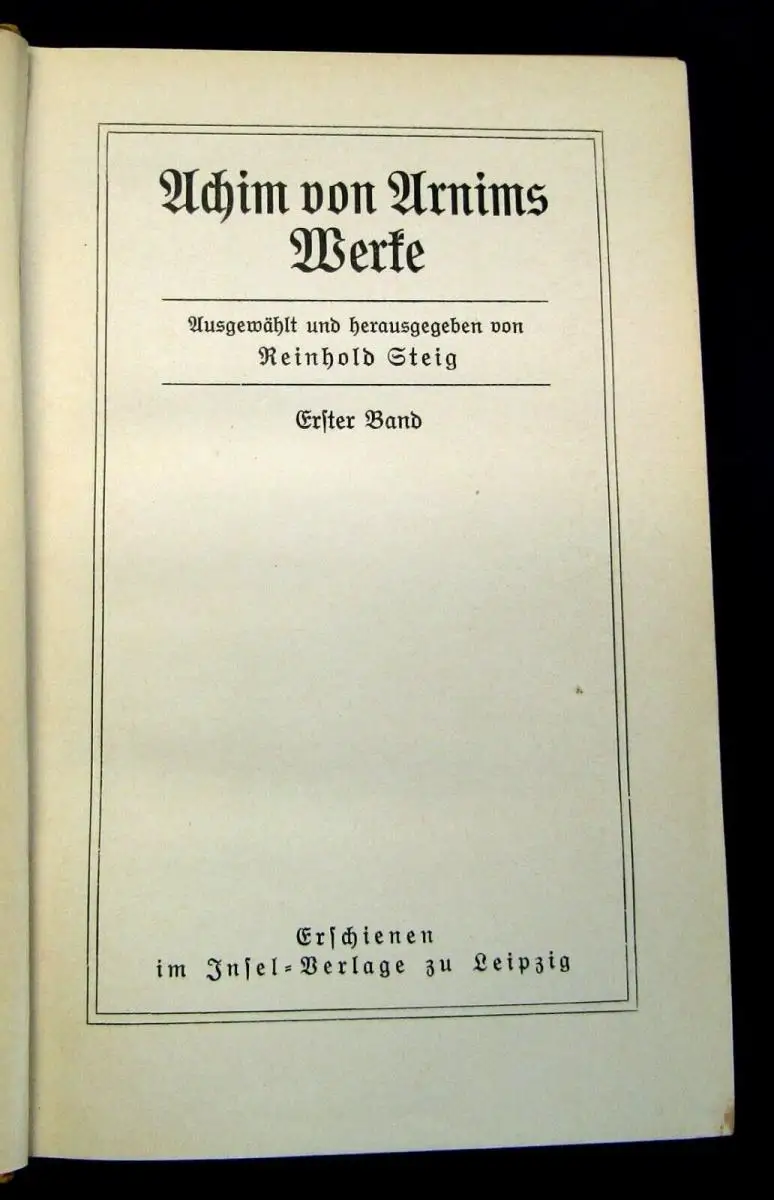 Achim von Arnims
Werke
Ausgewählt und herausgegeben von
Reinhold Steig
Erster Band
Erschienen
im Insel-Verlage zu Leipzig